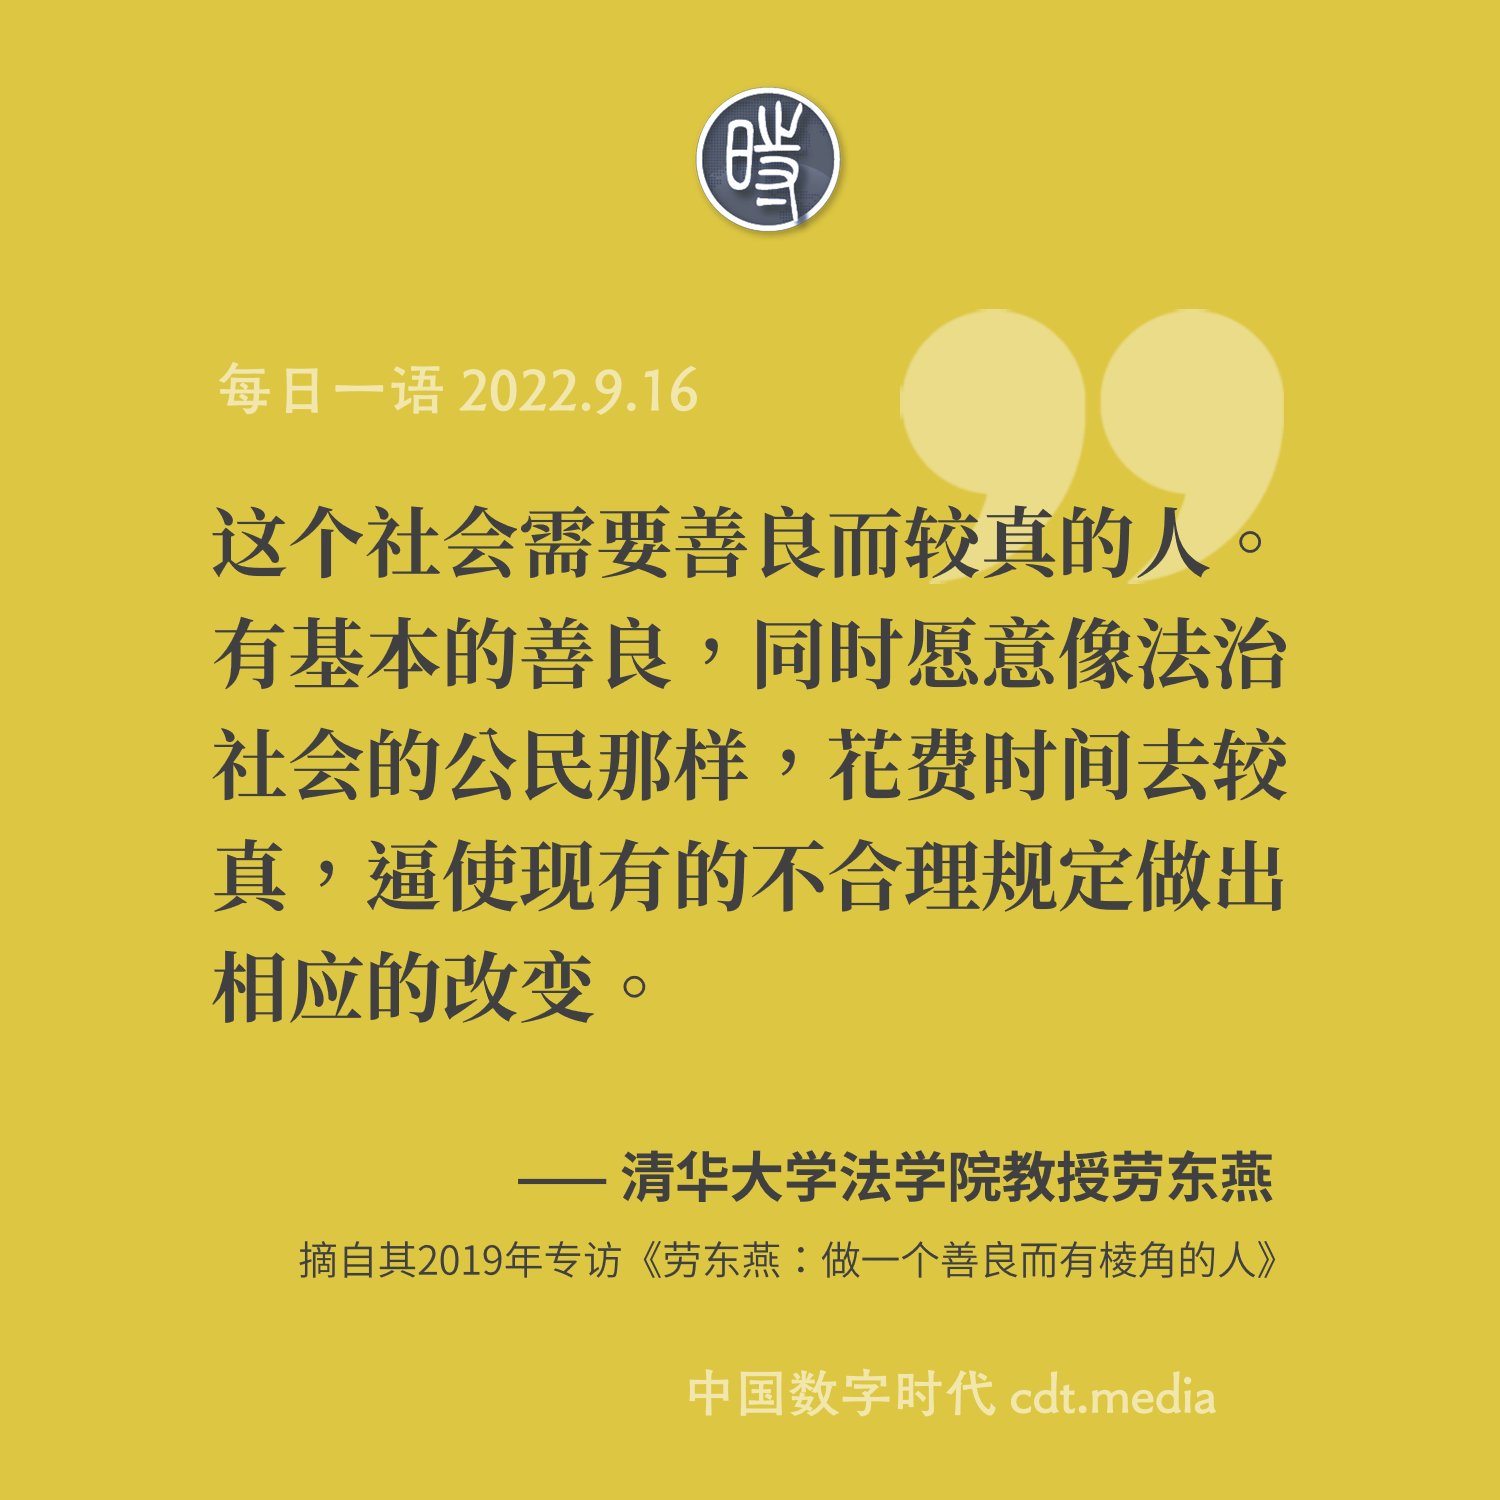 時
每日一语 2022.9.16
这个社会需要善良而较真的人。
有基本的善良，同时愿意像法治
社会的公民那样，花费时间去较
真，逼使现有的不合理规定做出
相应的改变。
—— 清华大学法学院教授劳东燕
摘自其2019年专访《劳东燕：做一个善良而有棱角的人》
中国数字时代 cdt.media